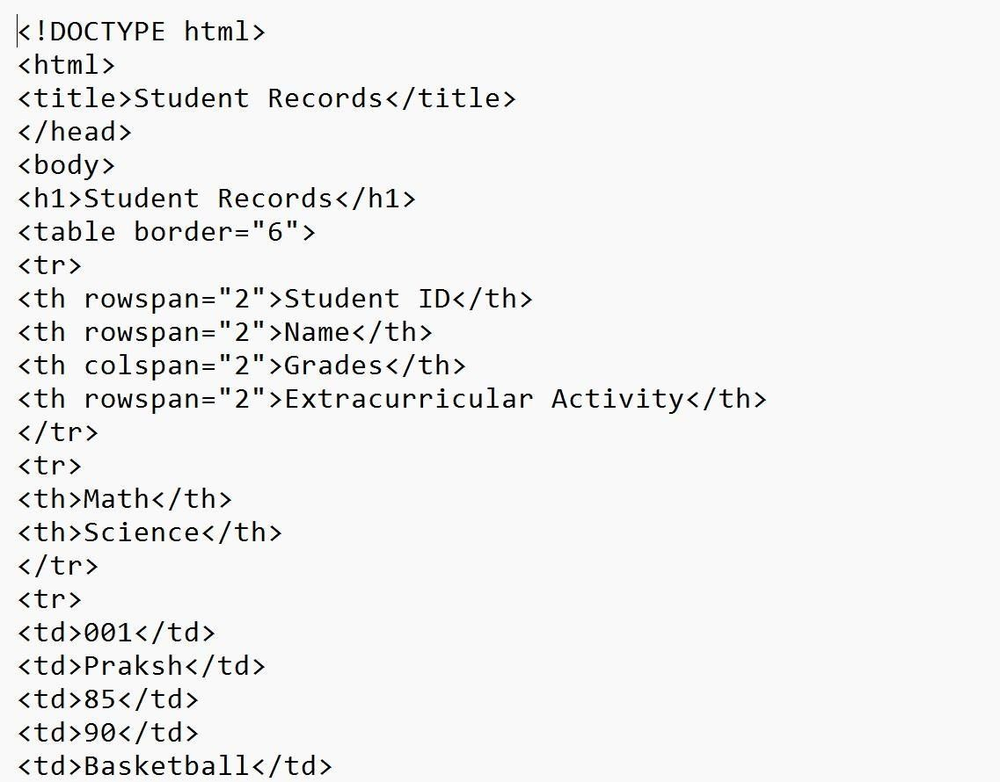 <!DOCTYPE html>
<html>
<title>Student Records</title>
</head>
<body>
<h1>Student Records</h1>
<table border="6">
<tr>
<th rowspan="2">Student ID</th>
<th rowspan="2">Name</th>
<th colspan="2">Grades</th>
<th rowspan="2">Extracurricular Activity</th>
</tr>
<tr>
<th>Math</th>
<th>Science</th>
</tr>
<tr>
<td>001</td>
<td>Praksh</td>
<td>85</td>
<td>90</td>
<td>Basketball</td>